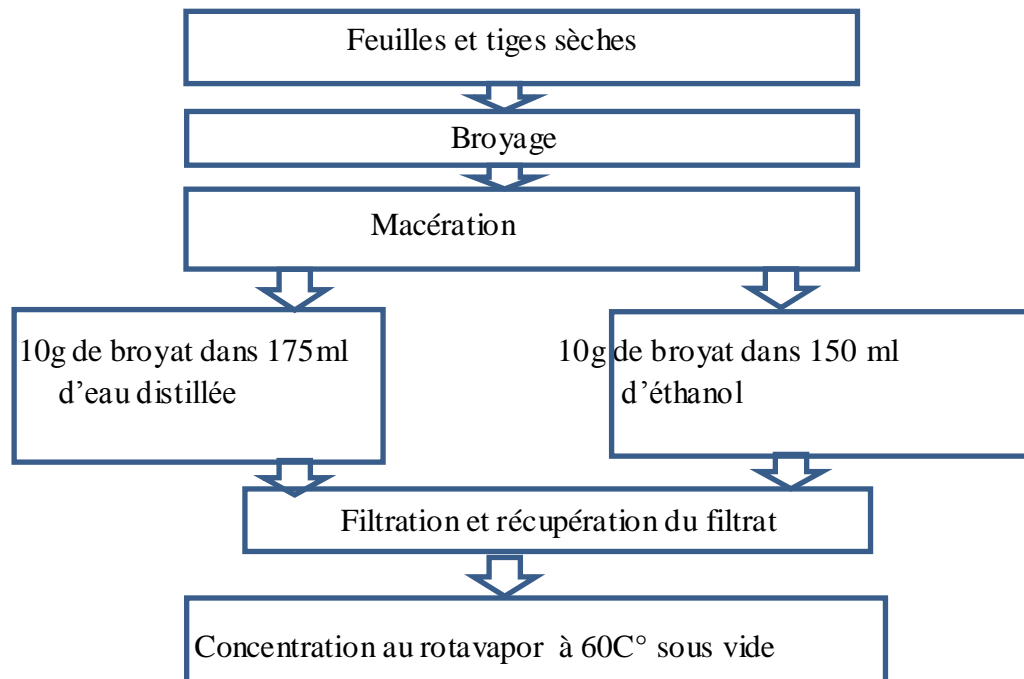 Feuilles et tiges sèches
Broyage
Macération
10g de broyat dans 175ml
d’eau distillée
10g de broyat dans 150 ml
d’éthanol
Filtration et récupération du filtrat
Concentration au rotavapor à 60C° sous vide